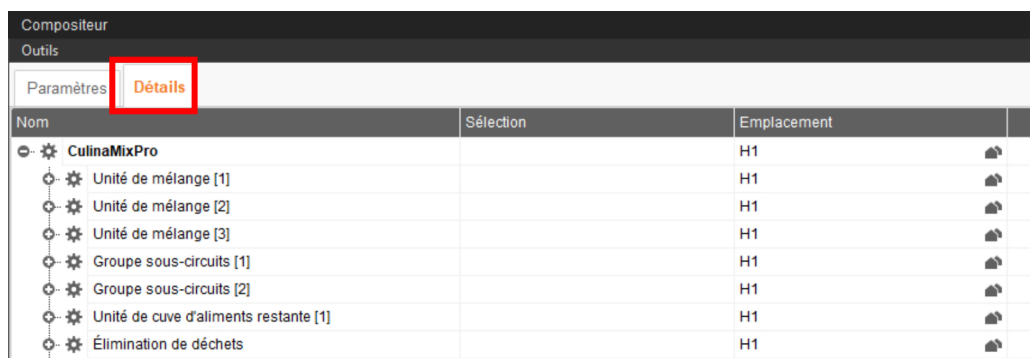 Compositeur
Outils
Paramètres Détails
Nom Sélection Emplacement
CulinaMixPro H1
Unité de mélange [1] H1
Unité de mélange [2] H1
Unité de mélange [3] H1
Groupe sous-circuits [1] H1
Groupe sous-circuits [2] H1
Unité de cuve d'aliments restante [1] H1
Élimination de déchets H1